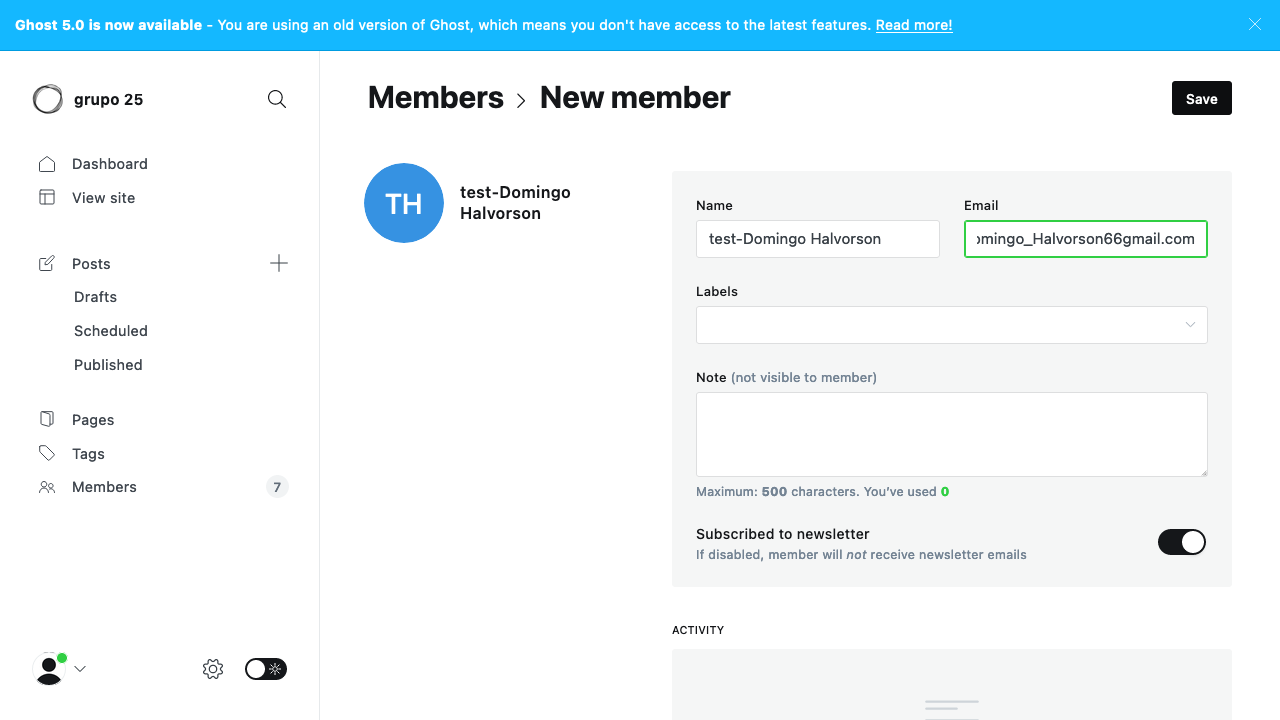 Ghost 5.0 is now available - You are using an old version of Ghost, which means you don't have access to the latest features. Read more!
grupo 25
Members > New member
Save
Dashboard
View site
test-Domingo
Halvorson
TH
Name
Email
test-Domingo Halvorson
omingo_Halvorson66gmail.com
Posts
Drafts
Scheduled
Published
Labels
Note (not visible to member)
Pages
Tags
Members
7
Maximum: 500 characters. You've used 0
Subscribed to newsletter
If disabled, member will not receive newsletter emails
ACTIVITY